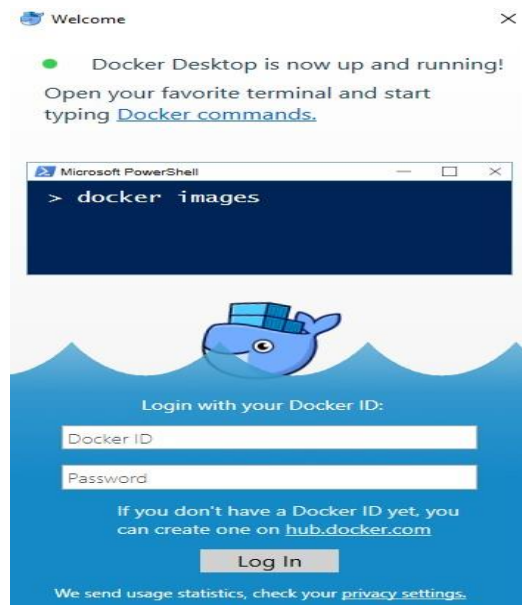 Welcome
Docker Desktop is now up and running!
Open your favorite terminal and start
typing Docker commands.
Microsoft PowerShell
> docker images
Login with your Docker ID:
Docker ID
Password
If you don't have a Docker ID yet, you
can create one on hub.docker.com
Log In
We send usage statistics, check your privacy settings.